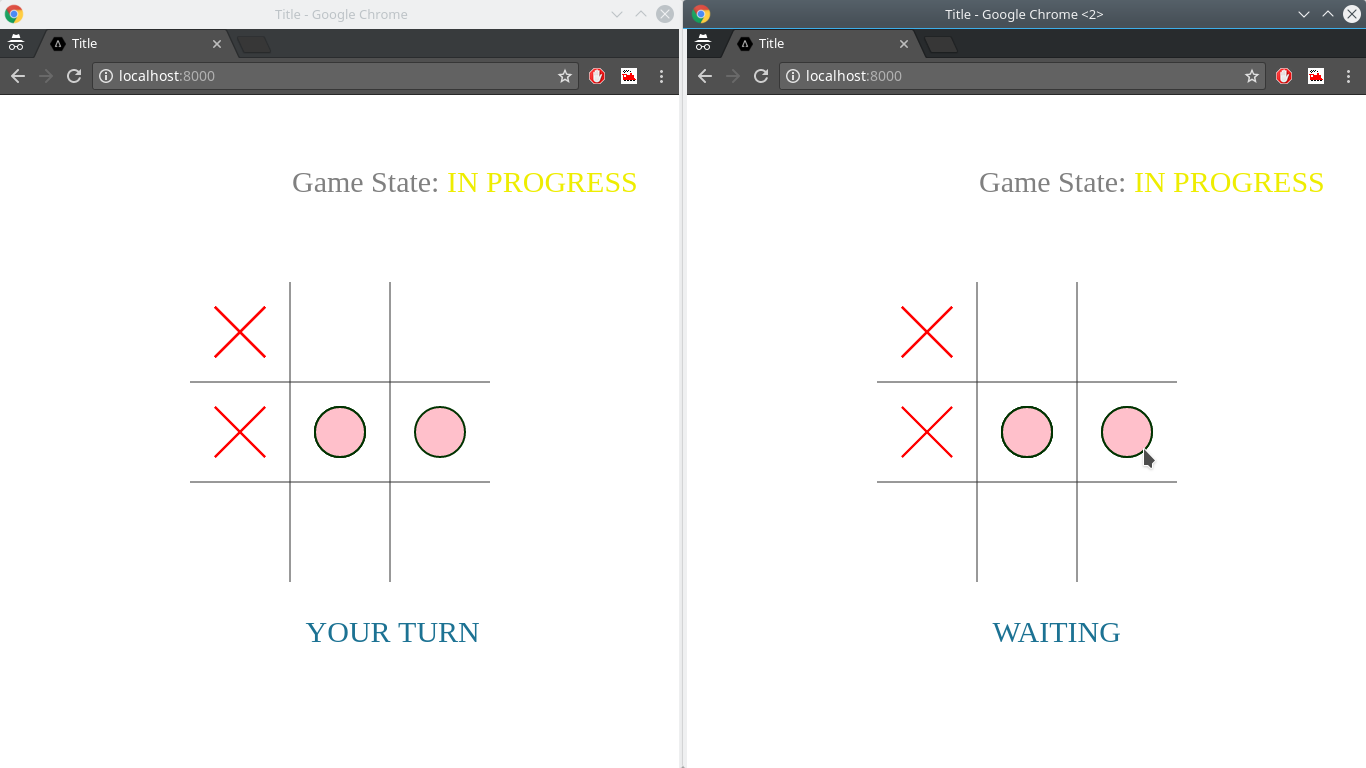 Title - Google Chrome
Title
localhost:8000
Game State: IN PROGRESS
YOUR TURN
Title - Google Chrome <2>
Title
localhost:8000
Game State: IN PROGRESS
WAITING